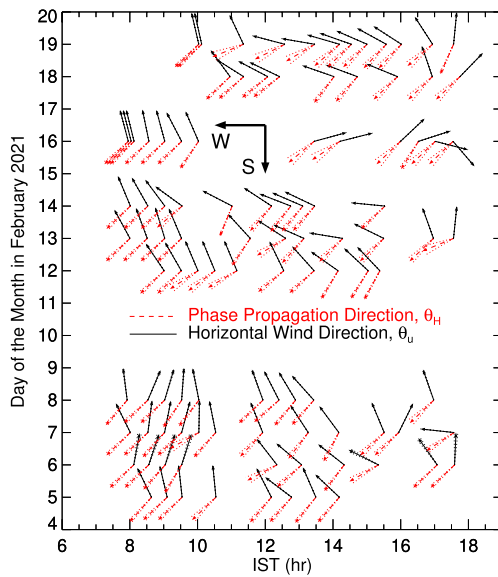 20
19
18
17
16
15
14
13
12
11
10
9
8
7
6
5
4
Day of the Month in February 2021
W
S
Phase Propagation Direction, θH
Horizontal Wind Direction, θu
6 8 10 12 14 16 18
IST (hr)